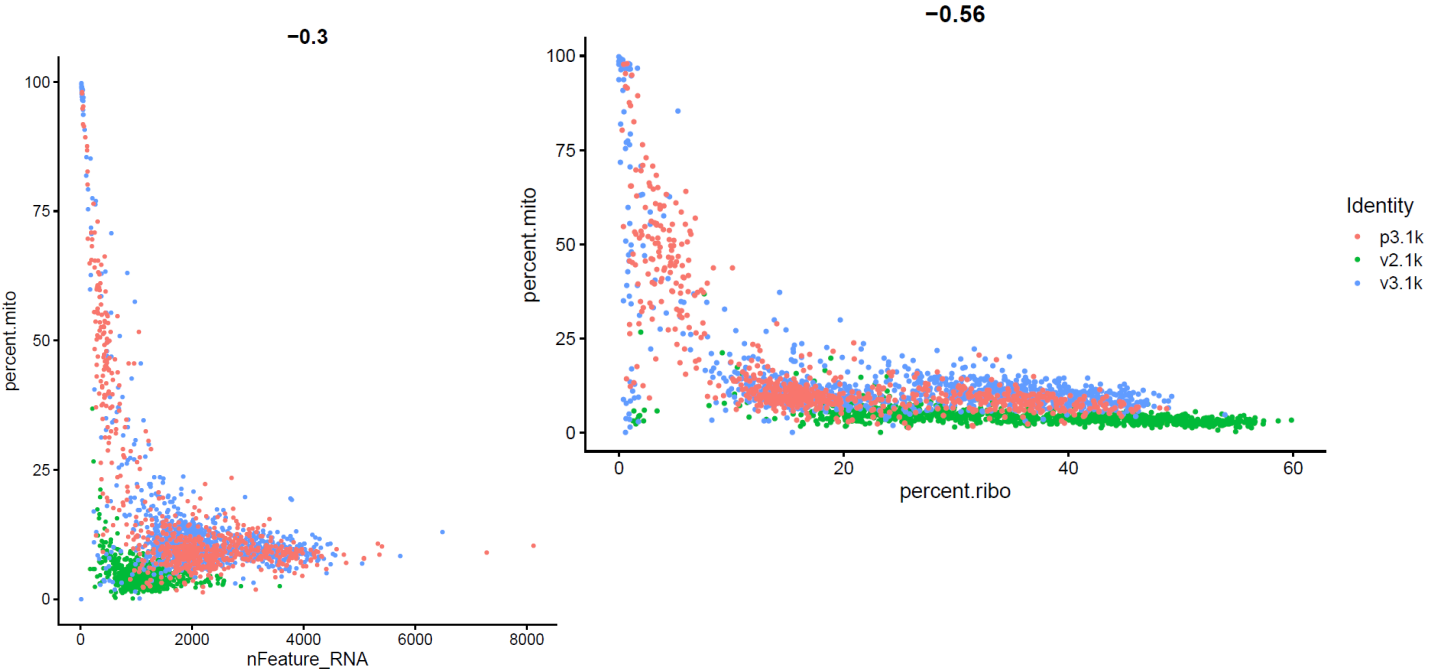 −0.3
percent.mito
100
75
50
25
0
0 2000 4000 6000 8000
nFeature_RNA
−0.56
percent.mito
100
75
50
25
0
0 20 40 60
percent.ribo
Identity
p3.1k
v2.1k
v3.1k